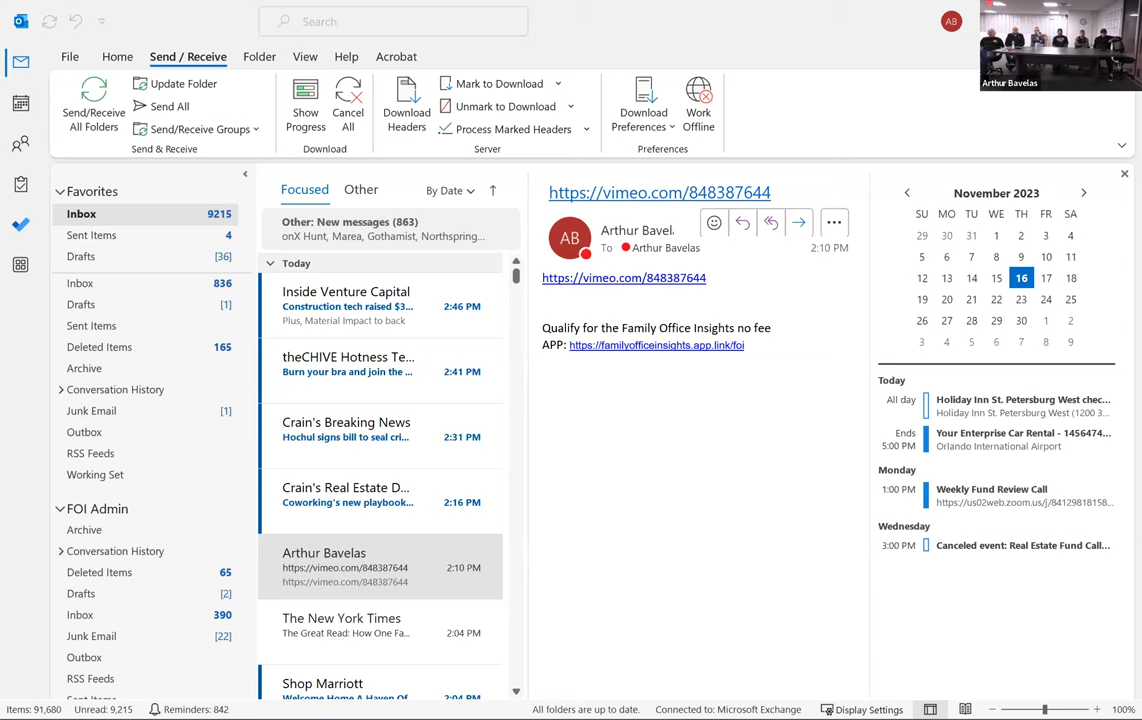 Search
AB
Arthur Bavelas
File Home Send / Receive Folder View Help Acrobat
Send/Receive
All Folders
Update Folder
Send All
Send/Receive Groups
Send & Receive
Show
Progress
Cancel
All
Download
Download
Headers
Mark to Download
Unmark to Download
Process Marked Headers
Server
Download
Preferences
Work
Offline
Preferences
Favorites
Inbox 9215
Sent Items 4
Drafts [36]
Inbox 836
Drafts [1]
Sent Items
Deleted Items 165
Archive
Conversation History
Junk Email [1]
Outbox
RSS Feeds
Working Set
FOI Admin
Archive
Conversation History
Deleted Items 65
Drafts [2]
Inbox 390
Junk Email [22]
Outbox
RSS Feeds
Focused Other By Date
Other: New messages (863)
onX Hunt, Marea, Gothamist, Northspring...
Today
Inside Venture Capital
Construction tech raised $3... 2:46 PM
Plus, Material Impact to back
theCHIVE Hotness Te...
Burn your bra and join the ... 2:41 PM
Crain's Breaking News
Hochul signs bill to seal cri... 2:31 PM
Crain's Real Estate D...
Coworking's new playbook... 2:16 PM
Arthur Bavelas
https://vimeo.com/848387644 2:10 PM
https://vimeo.com/848387644
The New York Times
The Great Read: How One Fa... 2:04 PM
Shop Marriott
Welcome Home A Haven Of 2:04 PM
https://vimeo.com/848387644
AB
Arthur Bavel
To Arthur Bavelas
2:10 PM
https://vimeo.com/848387644
Qualify for the Family Office Insights no fee
APP: https://familyofficeinsights.app.link/foi
November 2023
SU MO TU WE TH FR SA
29 30 31 1 2 3 4
5 6 7 8 9 10 11
12 13 14 15 16 17 18
19 20 21 22 23 24 25
26 27 28 29 30 1 2
3 4 5 6 7 8 9
Today
All day Holiday Inn St. Petersburg West chec...
Holiday Inn St. Petersburg West (1200 3...
Ends Your Enterprise Car Rental - 1456474...
5:00 PM Orlando International Airport
Monday
1:00 PM Weekly Fund Review Call
https://us02web.zoom.us/j/84129818158...
Wednesday
3:00 PM Canceled event: Real Estate Fund Call...
Items: 91,680 Unread: 9,215 Reminders: 842 All folders are up to date. Connected to: Microsoft Exchange Display Settings 100%